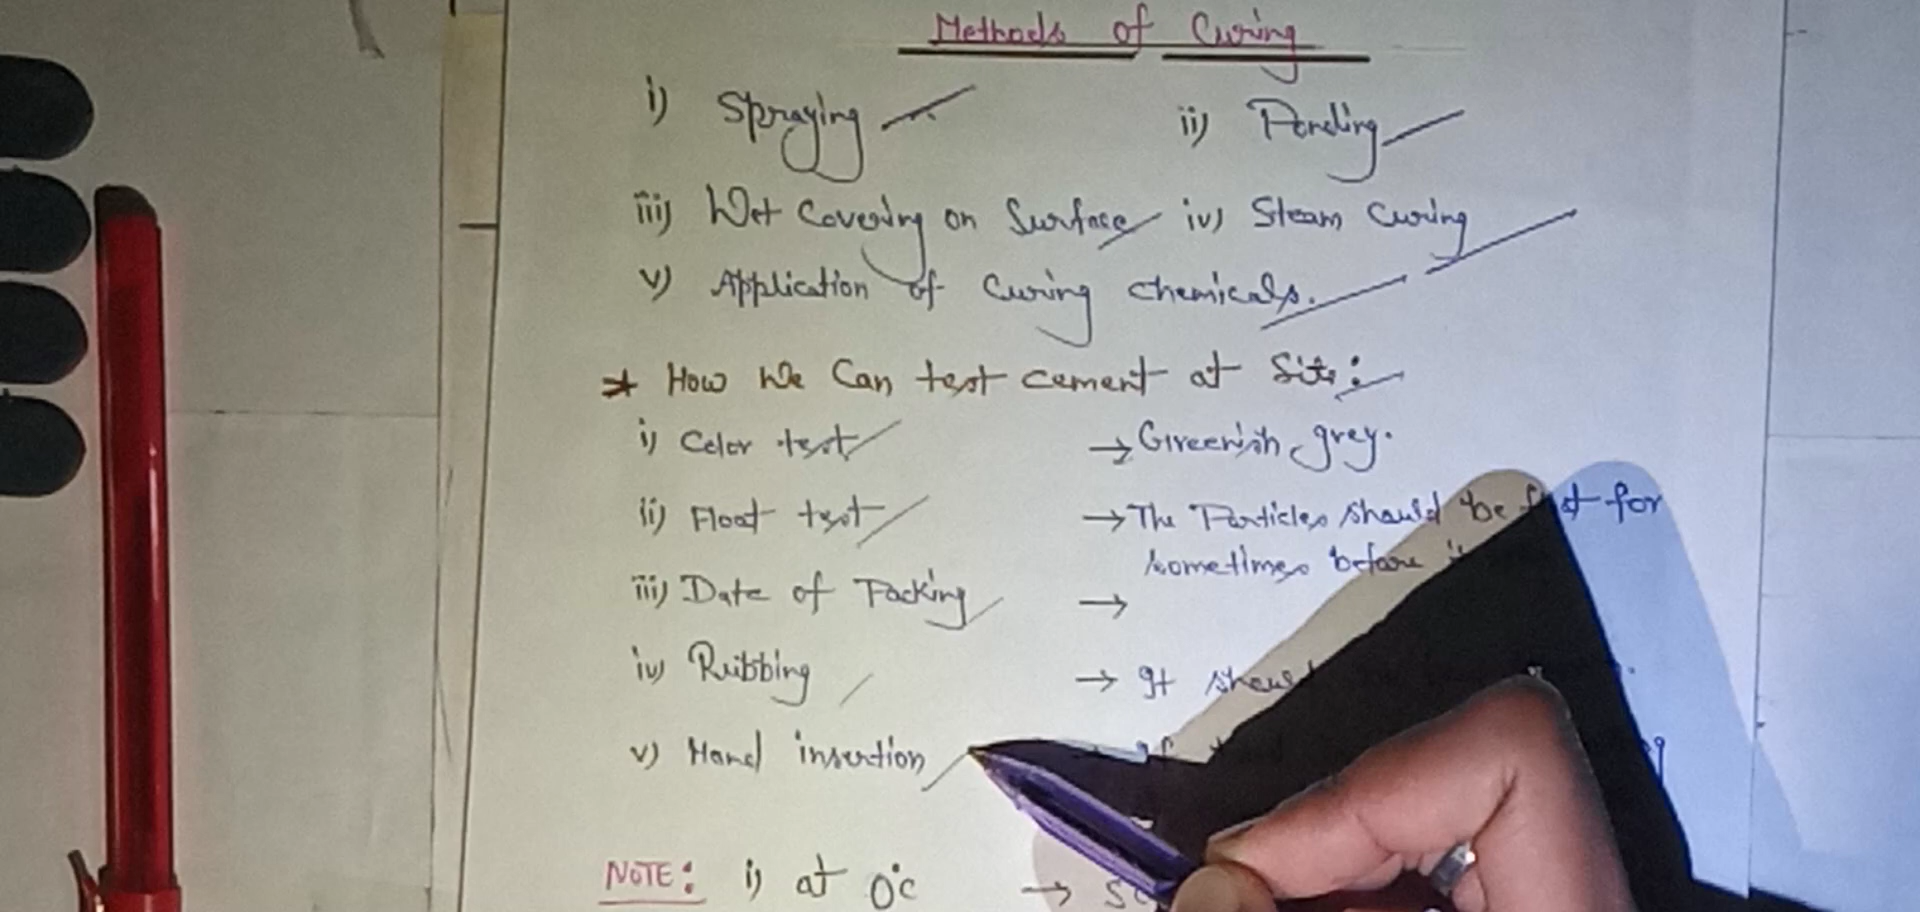 Methods of Curing
i) Spraying ii) Ponding
iii) Wet Covering on Surface iv) Steam Curing
v) Application of Curing Chemicals.
* How We Can test cement at Site:
i) Color test → Greenish grey.
ii) Float test → The Particles should be for
sometimes before
iii) Date of Packing →
iv) Rubbing → It
v) Hand insertion
NOTE: i) at 0°C →